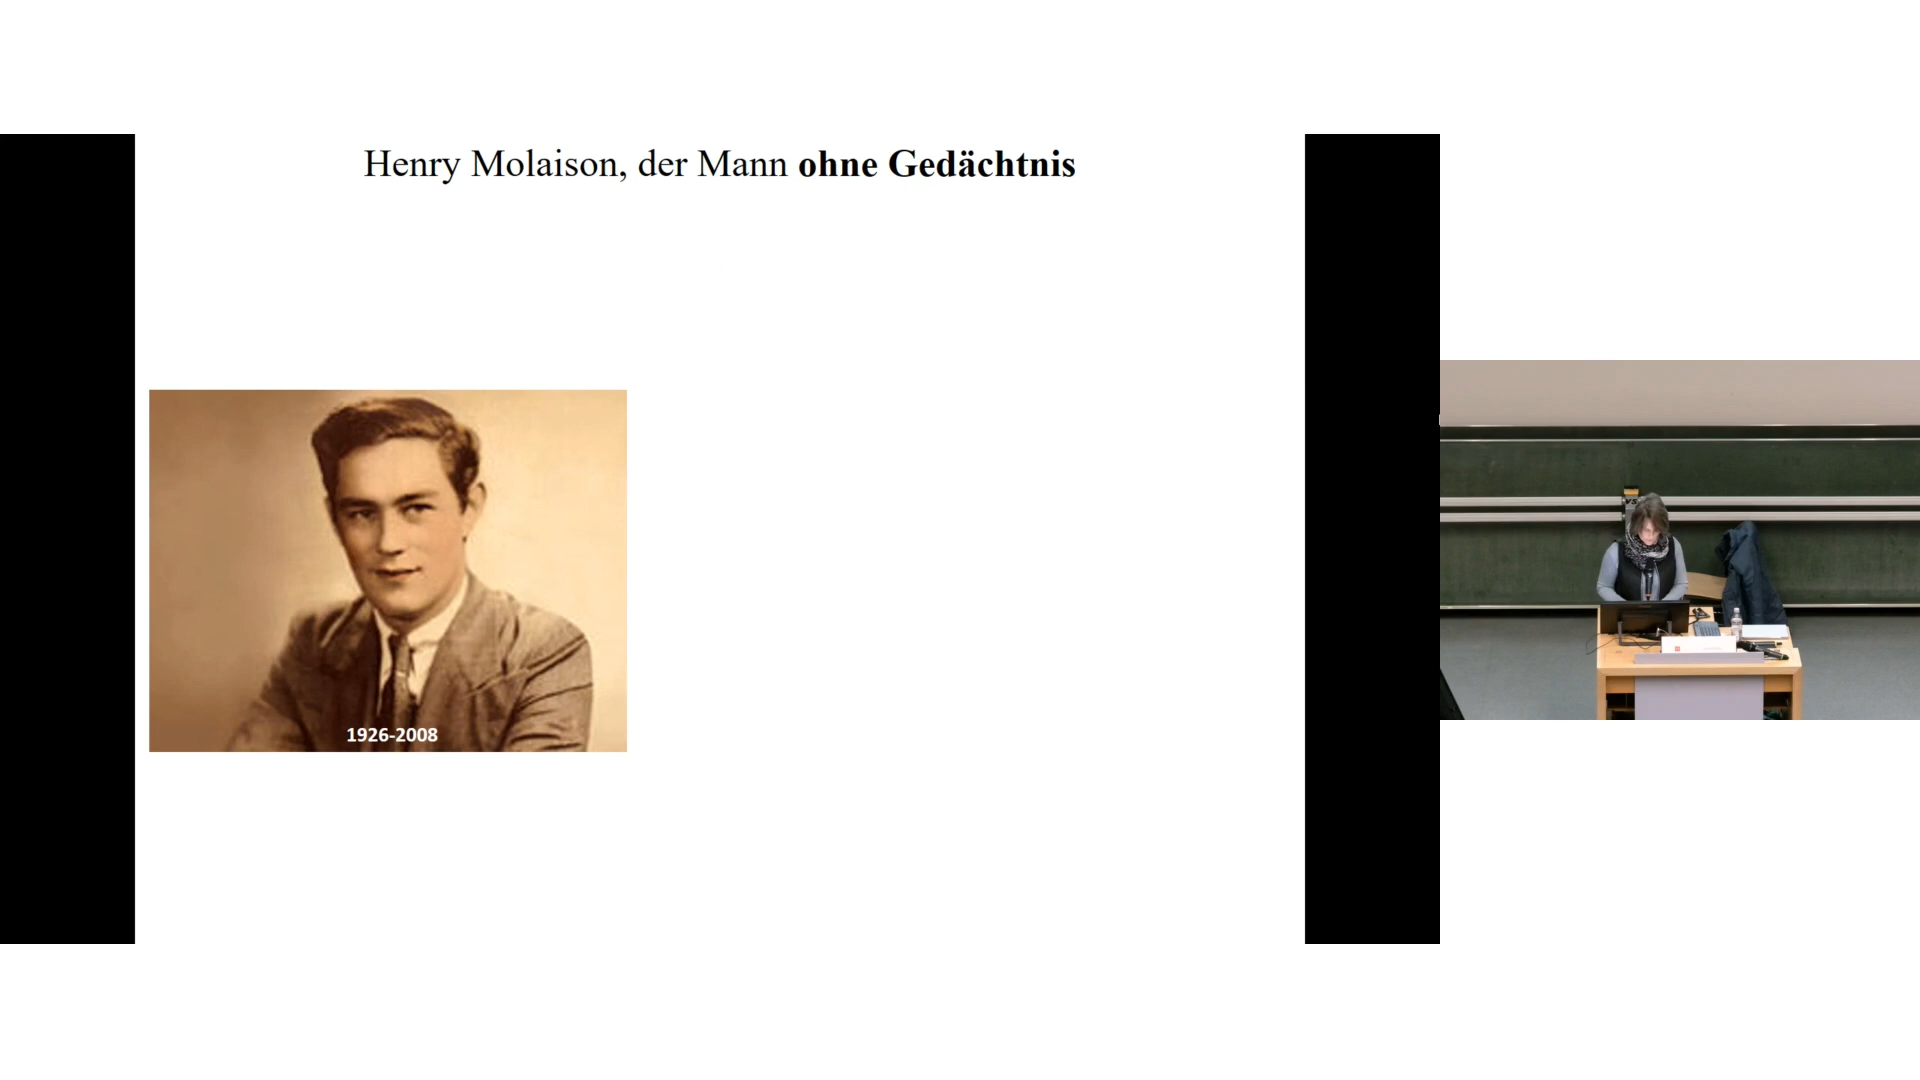 Henry Molaison, der Mann ohne Gedächtnis
1926-2008